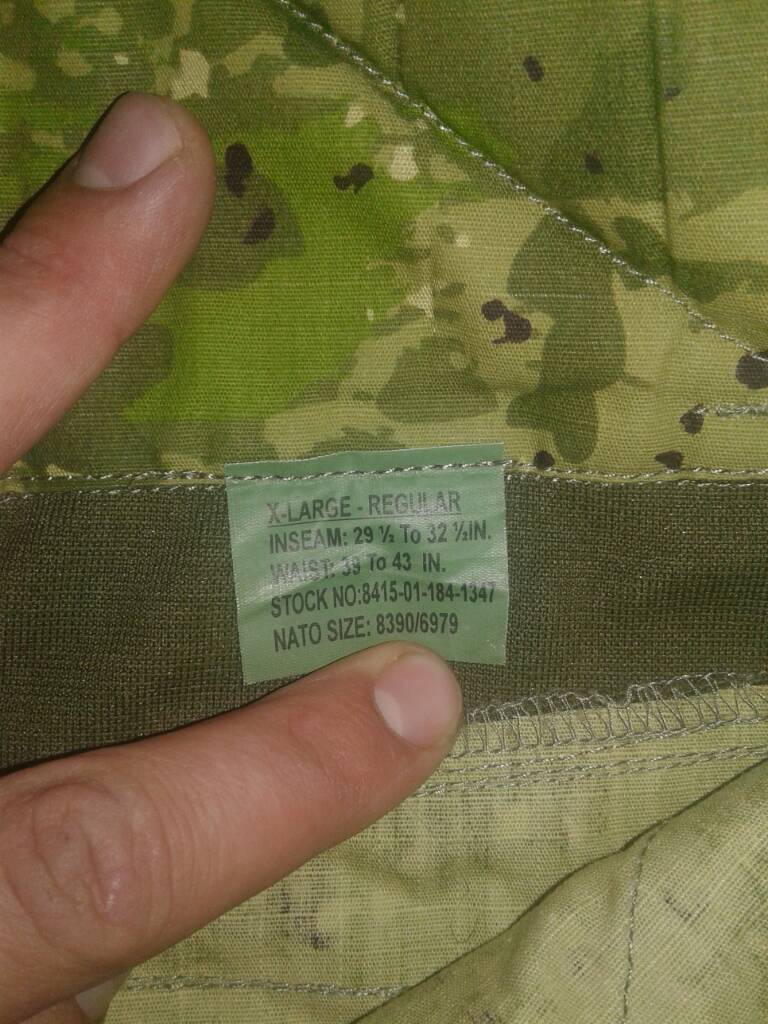 X-LARGE - REGULAR
INSEAM: 29 ½ To 32 ½IN.
WAIST: 39 To 43 IN.
STOCK NO:8415-01-184-1347
NATO SIZE: 8390/6979